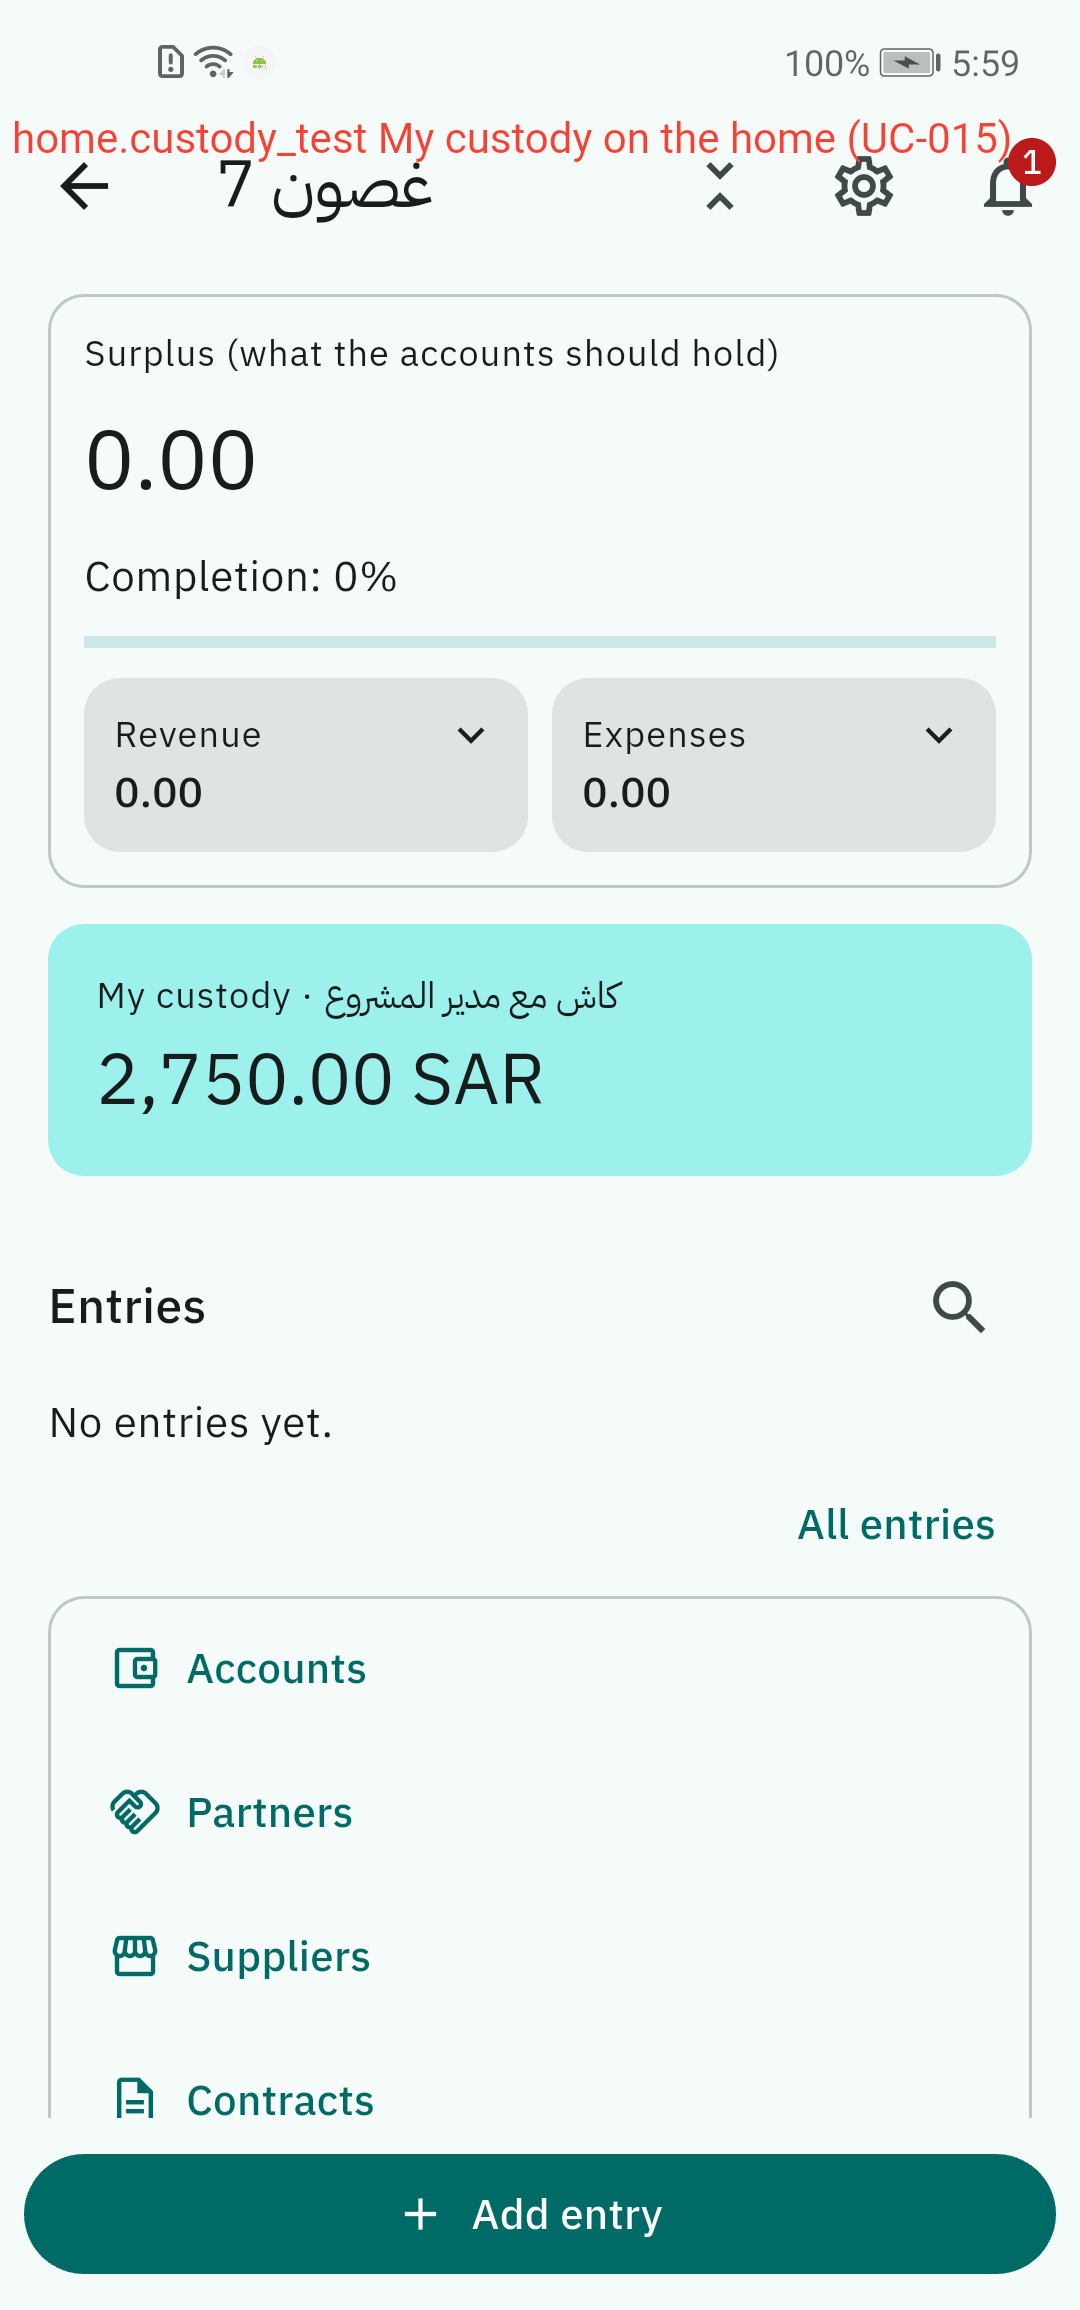 100% 5:59
home.custody_test My custody on the home (UC-015)
غصون 7
1
Surplus (what the accounts should hold)
0.00
Completion: 0%
Revenue
0.00
Expenses
0.00
My custody · كاش مع مدير المشروع
2,750.00 SAR
Entries
No entries yet.
All entries
Accounts
Partners
Suppliers
Contracts
+ Add entry